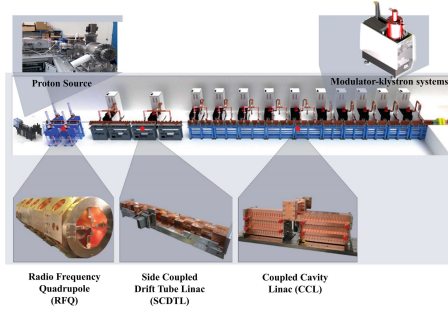 Proton Source
Modulator-klystron systems
Radio Frequency
Quadrupole
(RFQ)
Side Coupled
Drift Tube Linac
(SCDTL)
Coupled Cavity
Linac (CCL)